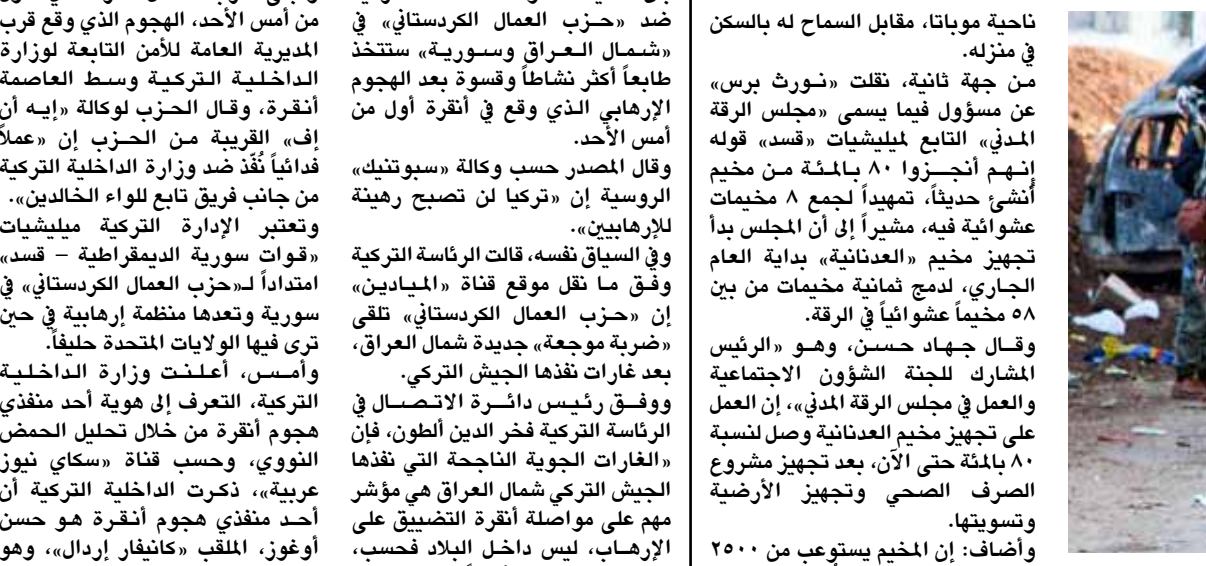 ناحية موباتا، مقابل السماح له بالسكن
في منزله.
من جهة ثانية، نقلت «نورث برس»
عن مسؤول فيما يسمى «مجلس الرقة
المدني» التابع لميليشيات «قسد» قوله
إنهم أنجزوا ٨٠ بالمئة من مخيم
أُنشئ حديثاً، تمهيداً لجمع ٨ مخيمات
عشوائية فيه، مشيراً إلى أن المجلس بدأ
تجهيز مخيم «العدنانية» بداية العام
الجاري، لدمج ثمانية مخيمات من بين
٥٨ مخيماً عشوائياً في الرقة.
وقال جهاد حسن، وهو «الرئيس
المشارك للجنة الشؤون الاجتماعية
والعمل في مجلس الرقة المدني»، إن العمل
على تجهيز مخيم العدنانية وصل لنسبة
٨٠ بالمئة حتى الآن، بعد تجهيز مشروع
الصرف الصحي وتجهيز الأرضية
وتسويتها.
وأضاف: إن المخيم يستوعب من ٢٥٠٠
ضد «حزب العمال الكردستاني» في
«شمال العراق وسورية» ستتخذ
طابعاً أكثر نشاطاً وقسوة بعد الهجوم
الإرهابي الذي وقع في أنقرة أول من
أمس الأحد.
وقال المصدر حسب وكالة «سبوتنيك»
الروسية إن «تركيا لن تصبح رهينة
للإرهابيين».
وفي السياق نفسه، قالت الرئاسة التركية
وفق ما نقل موقع قناة «الميادين»
إن «حزب العمال الكردستاني» تلقى
«ضربة موجعة» جديدة شمال العراق،
بعد غارات نفذها الجيش التركي.
ووفق رئيس دائرة الاتصال في
الرئاسة التركية فخر الدين ألطون، فإن
«الغارات الجوية الناجحة التي نفذها
الجيش التركي شمال العراق هي مؤشر
مهم على مواصلة أنقرة التضييق على
الإرهاب، ليس داخل البلاد فحسب،
من أمس الأحد، الهجوم الذي وقع قرب
المديرية العامة للأمن التابعة لوزارة
الداخلية التركية وسط العاصمة
أنقرة، وقال الحزب لوكالة «إيه أن
إف» القريبة من الحزب إن «عملاً
فدائياً نُفّذ ضد وزارة الداخلية التركية
من جانب فريق تابع للواء الخالدين».
وتعتبر الإدارة التركية ميليشيات
«قوات سورية الديمقراطية – قسد»
امتداداً لـ«حزب العمال الكردستاني» في
سورية وتعدها منظمة إرهابية في حين
ترى فيها الولايات المتحدة حليفاً.
وأمس، أعلنت وزارة الداخلية
التركية، التعرف إلى هوية أحد منفذي
هجوم أنقرة من خلال تحليل الحمض
النووي، وحسب قناة «سكاي نيوز
عربية»، ذكرت الداخلية التركية أن
أحد منفذي هجوم أنقرة هو حسن
أوغوز، الملقب «كانيفار إردال»، وهو